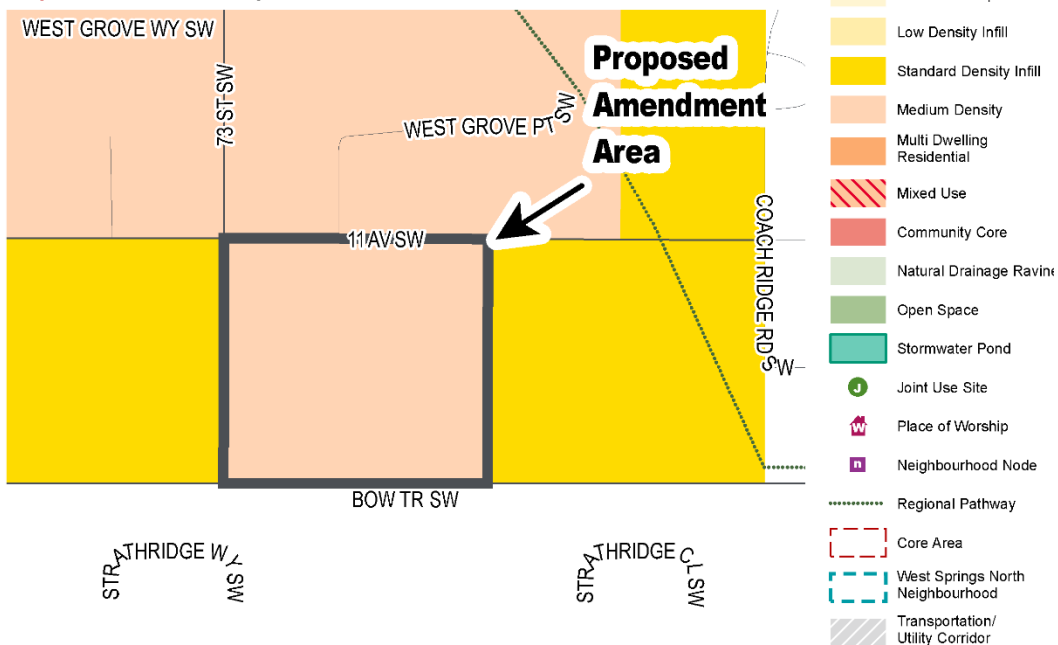 WEST GROVE WY SW
73 ST SW
WEST GROVE PT SW
Proposed
Amendment
Area
11 AV SW
COACH RIDGE RD SW
BOW TR SW
STRATHRIDGE WY SW
STRATHRIDGE CL SW
Low Density Infill
Standard Density Infill
Medium Density
Multi Dwelling
Residential
Mixed Use
Community Core
Natural Drainage Ravine
Open Space
Stormwater Pond
J
Joint Use Site
W
Place of Worship
n
Neighbourhood Node
Regional Pathway
Core Area
West Springs North
Neighbourhood
Transportation/
Utility Corridor